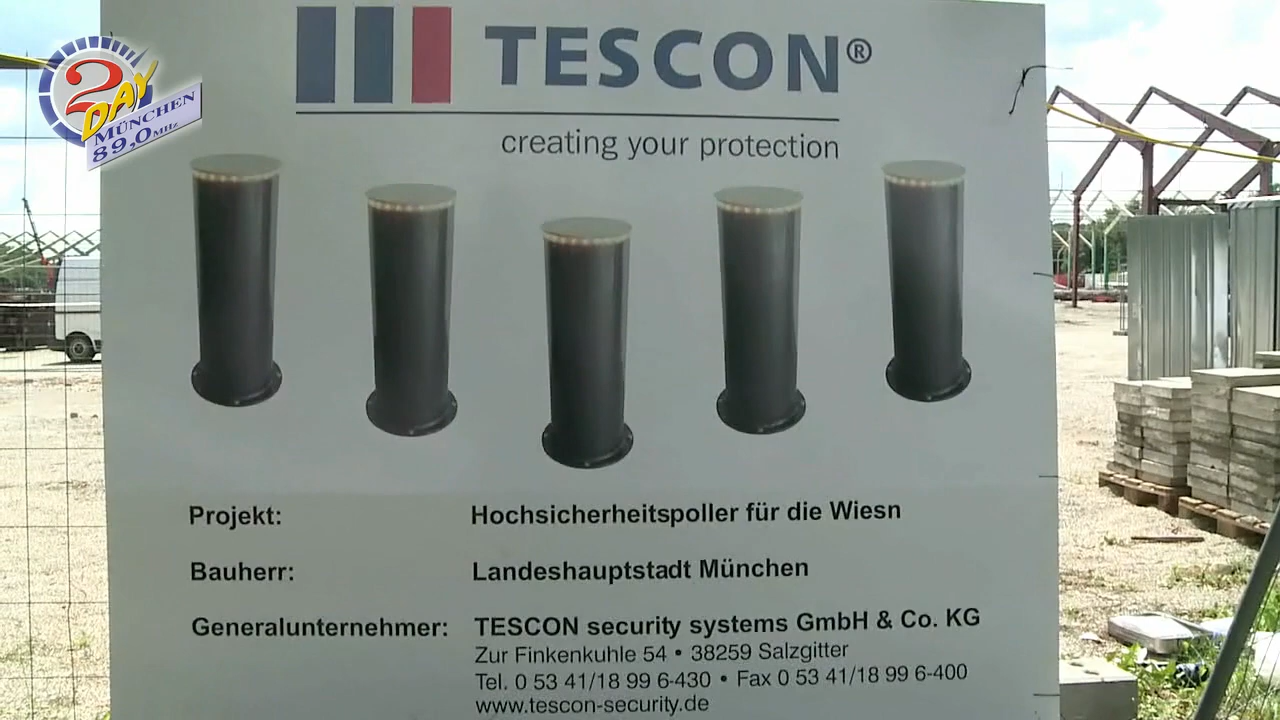 2
DAY
MÜNCHEN
89,0 MHz
TESCON®
creating your protection
Projekt: Hochsicherheitspoller für die Wiesn
Bauherr: Landeshauptstadt München
Generalunternehmer: TESCON security systems GmbH & Co. KG
Zur Finkenkuhle 54 • 38259 Salzgitter
Tel. 0 53 41/18 99 6-430 • Fax 0 53 41/18 99 6-400
www.tescon-security.de